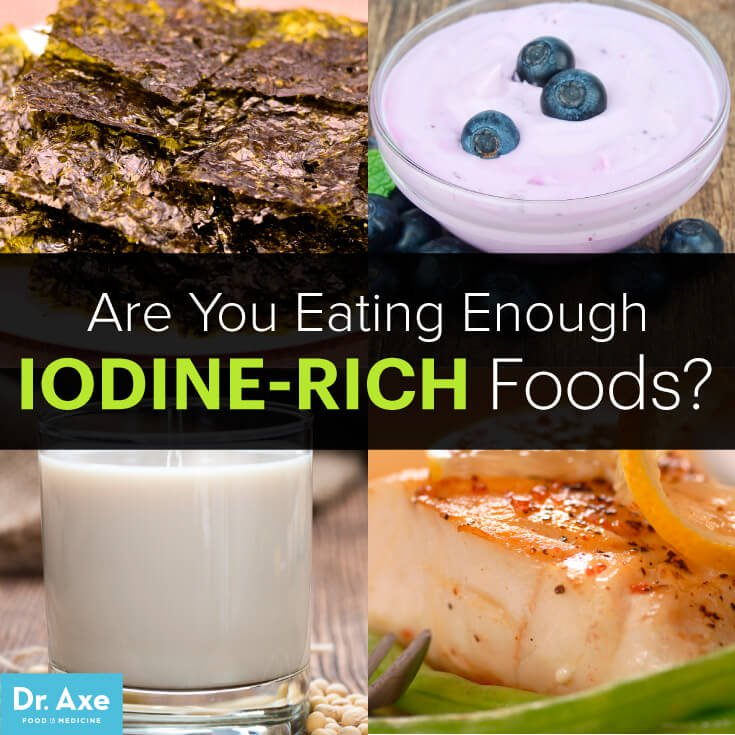 Are You Eating Enough
IODINE-RICH Foods?
Dr. Axe
FOOD IS MEDICINE